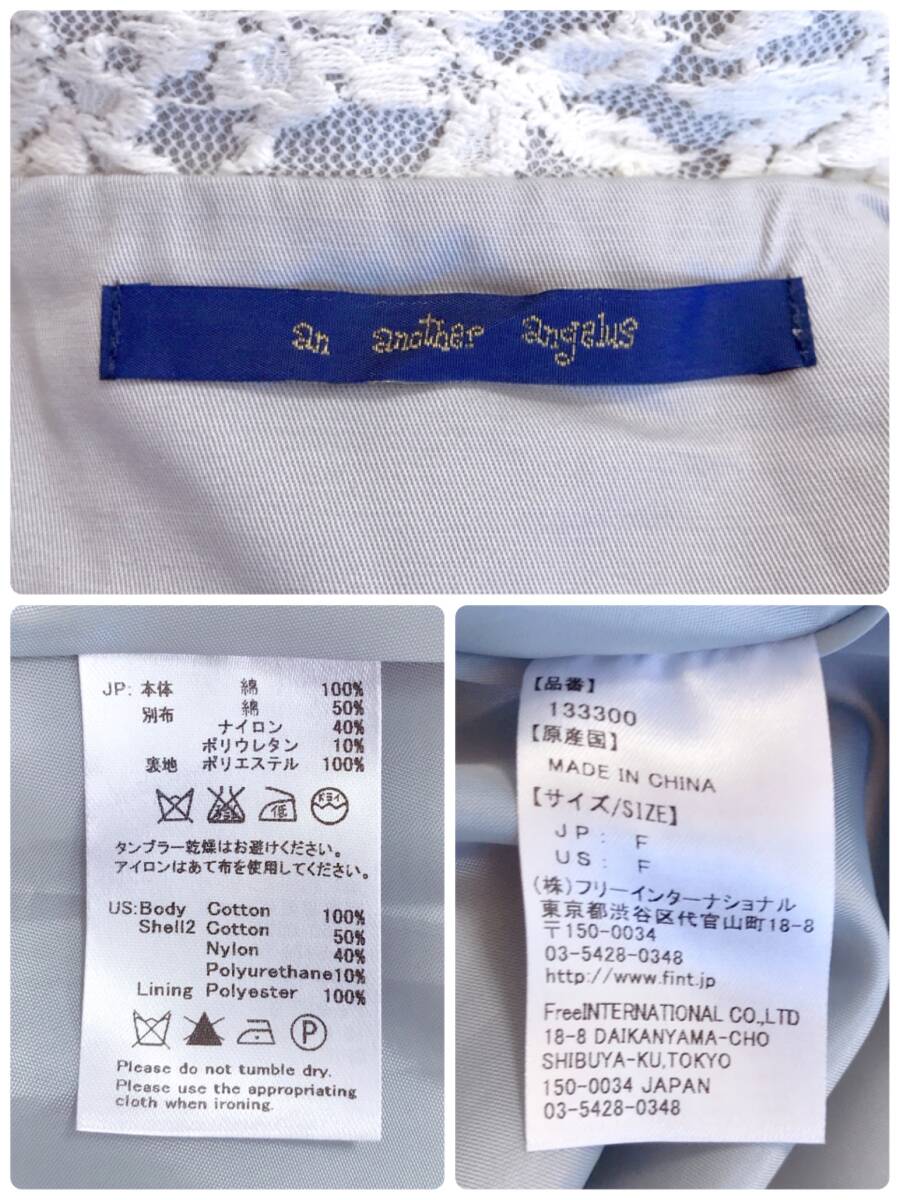 an another angelus
JP: 本体 綿 100%
別布 綿 50%
ナイロン 40%
ポリウレタン 10%
裏地 ポリエステル 100%
低 ドライ
タンブラー乾燥はお避けください。
アイロンはあて布を使用してください。
US:Body Cotton 100%
Shell2 Cotton 50%
Nylon 40%
Polyurethane10%
Lining Polyester 100%
P
Please do not tumble dry.
Please use the appropriating
cloth when ironing.
【品番】
133300
【原産国】
MADE IN CHINA
【サイズ/SIZE】
JP: F
US: F
(株)フリーインターナショナル
東京都渋谷区代官山町18-8
〒150-0034
03-5428-0348
http://www.fint.jp
FreeINTERNATIONAL CO.,LTD
18-8 DAIKANYAMA-CHO
SHIBUYA-KU,TOKYO
150-0034 JAPAN
03-5428-0348